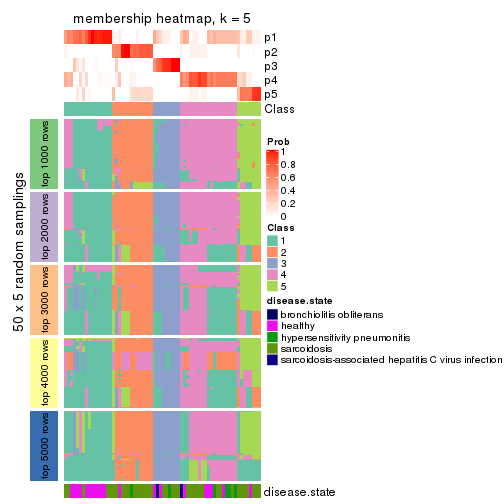 membership heatmap, k = 5
p1
p2
p3
p4
p5
Class
50 x 5 random samplings
top 1000 rows
top 2000 rows
top 3000 rows
top 4000 rows
top 5000 rows
Prob
1
0.8
0.6
0.4
0.2
0
Class
1
2
3
4
5
disease.state
bronchiolitis obliterans
healthy
hypersensitivity pneumonitis
sarcoidosis
sarcoidosis-associated hepatitis C virus infection
disease.state